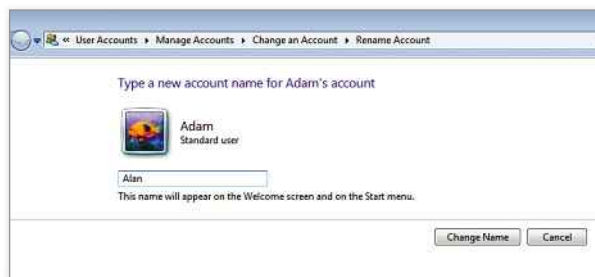 « User Accounts ▸ Manage Accounts ▸ Change an Account ▸ Rename Account
Type a new account name for Adam's account
Adam
Standard user
Alan
This name will appear on the Welcome screen and on the Start menu.
Change Name Cancel